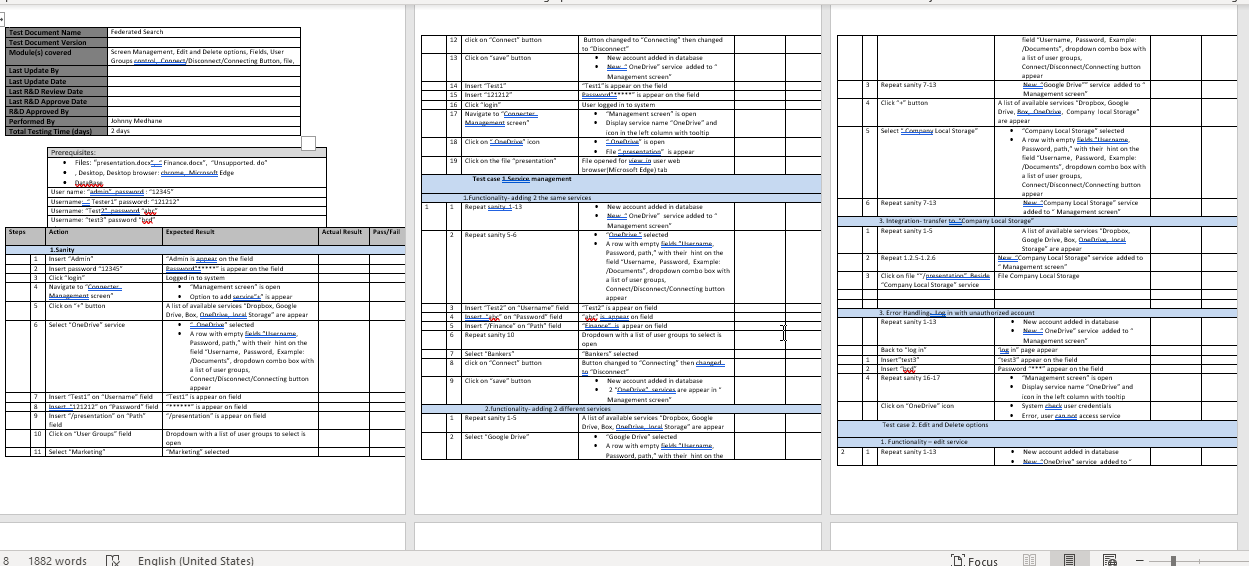 Test Document Name Federated Search
Test Document Version
Module(s) covered Screen Management, Edit and Delete options, Fields, User
Groups control, Connect/Disconnecting/Connecting Button, file,
Last Update By
Last Update Date
Last R&D Review Date
Last R&D Approve Date
R&D Approved By
Performed By Johnny Medhane
Total Testing Time (days) 2 days
Prerequisites:
• Files: "presentation.docx"," Finance.docx", "Unsupported. do"
• , Desktop, Desktop browser: chrome, Microsoft Edge
• DataBase
User name: "admin" password : "12345"
Username: " Tester1" password: "121212"
Username: "Test2" password "abc"
Username: "test3" password "bcd"
Steps Action Expected Result Actual Result Pass/Fail
1.Sanity
1 Insert "Admin" "Admin is appear on the field
2 Insert password "12345" Password"*****" is appear on the field
3 Click "login" Logged in to system
4 Navigate to "Connecter • "Management screen" is open
Management screen" • Option to add service"s" is appear
5 Click on "+" button A list of available services "Dropbox, Google
Drive, Box, OneDrive, local Storage" are appear
6 Select "OneDrive" service • " OneDrive" selected
• A row with empty fields "Username,
Password, path," with their hint on the
field "Username, Password, Example:
/Documents", dropdown combo box with
a list of user groups,
Connect/Disconnect/Connecting button
appear
7 Insert "Test1" on "Username" field "Test1" is appear on field
8 Insert "121212" on "Password" field "******" is appear on field
9 Insert "/presentation" on "Path"
field
10 Click on "User Groups" field Dropdown with a list of user groups to select is
open
11 Select "Marketing" "Marketing" selected
12 click on "Connect" button Button changed to "Connecting" then changed
to "Disconnect"
13 Click on "save" button • New account added in database
• New " OneDrive" service added to "
Management screen"
14 Insert "Test1" "Test1"is appear on the field
15 Insert "121212" Password"*****" is appear on the field
16 Click "login" User logged in to system
17 Navigate to "Connecter • "Management screen" is open
Management screen" • Display service name "OneDrive" and
icon in the left column with tooltip
18 Click on " OneDrive" icon • " OneDrive" is open
• File " presentation" is appear
19 Click on the file "presentation" File opened for view in user web
browser(Microsoft Edge) tab
Test case 1.Service management
1.Functionality- adding 2 the same services
1 1 Repeat sanity 1-13 • New account added in database
• New " OneDrive" service added to "
Management screen"
2 Repeat sanity 5-6 • "OneDrive" selected
• A row with empty fields "Username,
Password, path," with their hint on the
field "Username, Password, Example:
/Documents", dropdown combo box with
a list of user groups,
Connect/Disconnect/Connecting button
appear
3 Insert "Test2" on "Username" field "Test2" is appear on field
4 Insert "abc" on "Password" field "abc" is appear on field
5 Insert "/Finance" on "Path" field "Finance" is appear on field
6 Repeat sanity 10 Dropdown with a list of user groups to select is
open
7 Select "Bankers" "Bankers" selected
8 click on "Connect" button Button changed to "Connecting" then changed
to "Disconnect"
9 Click on "save" button • New account added in database
• 2 "OneDrive" services are appear in "
Management screen"
2.functionality- adding 2 different services
1 Repeat sanity 1-5 A list of available services "Dropbox, Google
Drive, Box, OneDrive, local Storage" are appear
2 Select "Google Drive" • "Google Drive" selected
• A row with empty fields "Username,
Password, path," with their hint on the
field "Username, Password, Example:
/Documents", dropdown combo box with
a list of user groups,
Connect/Disconnect/Connecting button
appear
3 Repeat sanity 7-13 New "Google Drive"" service added to "
Management screen"
4 Click "+" button A list of available services "Dropbox, Google
Drive, Box, OneDrive, Company local Storage"
are appear
5 Select " Company Local Storage" • "Company Local Storage" selected
• A row with empty fields "Username,
Password, path," with their hint on the
field "Username, Password, Example:
/Documents", dropdown combo box with
a list of user groups,
Connect/Disconnect/Connecting button
appear
6 Repeat sanity 7-13 New "Company Local Storage" service
added to " Management screen"
3. Integration- transfer to "Company Local Storage"
1 Repeat sanity 1-5 A list of available services "Dropbox,
Google Drive, Box, OneDrive, local
Storage" are appear
2 Repeat 1.2.5-1.2.6 New "Company Local Storage" service added to
" Management screen"
3 Click on file ""/presentation" Beside File Company Local Storage
"Company Local Storage" service
3. Error Handling- Log in with unauthorized account
Repeat sanity 1-13 • New account added in database
• New " OneDrive" service added to "
Management screen"
Back to "log in" "log in" page appear
1 Insert"test3" "test3" appear on the field
2 Insert "bcd" Password "***" appear on the field
4 Repeat sanity 16-17 • "Management screen" is open
• Display service name "OneDrive" and
icon in the left column with tooltip
Click on "OneDrive" icon • System check user credentials
• Error, user can not access service
Test case 2. Edit and Delete options
1. Functionality – edit service
2 1 Repeat sanity 1-13 • New account added in database
• New "OneDrive" service added to "
8 1882 words English (United States) Focus